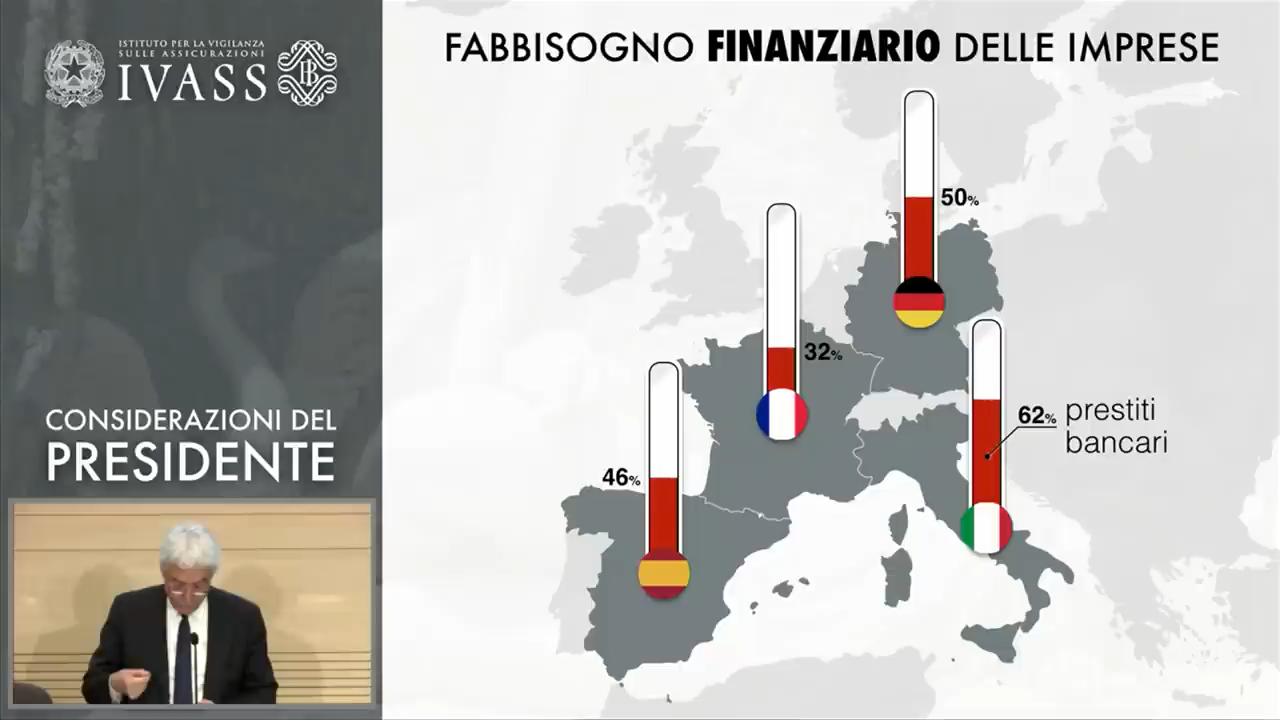 ISTITUTO PER LA VIGILANZA
SULLE ASSICURAZIONI
IVASS
CONSIDERAZIONI DEL
PRESIDENTE
FABBISOGNO FINANZIARIO DELLE IMPRESE
50%
32%
62% prestiti
bancari
46%